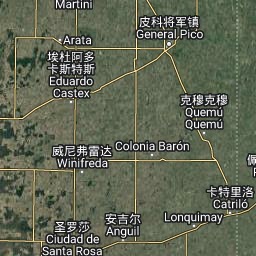 Martini
Arata
皮科将军镇
General Pico
埃杜阿多
卡斯特斯
Eduardo
Castex
克穆克穆
Quemú
Quemú
威尼弗雷达
Winifreda
Colonia Barón
卡特里洛
Catriló
圣罗莎
Ciudad de
Santa Rosa
安吉尔
Anguil
Lonquimay